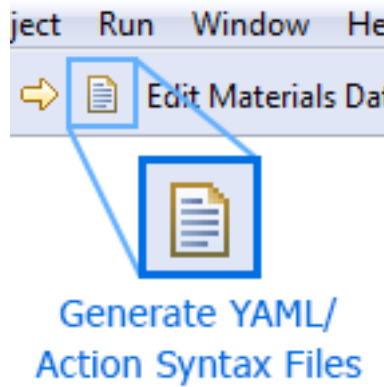 ject Run Window He
Edit Materials Dat
Generate YAML/
Action Syntax Files